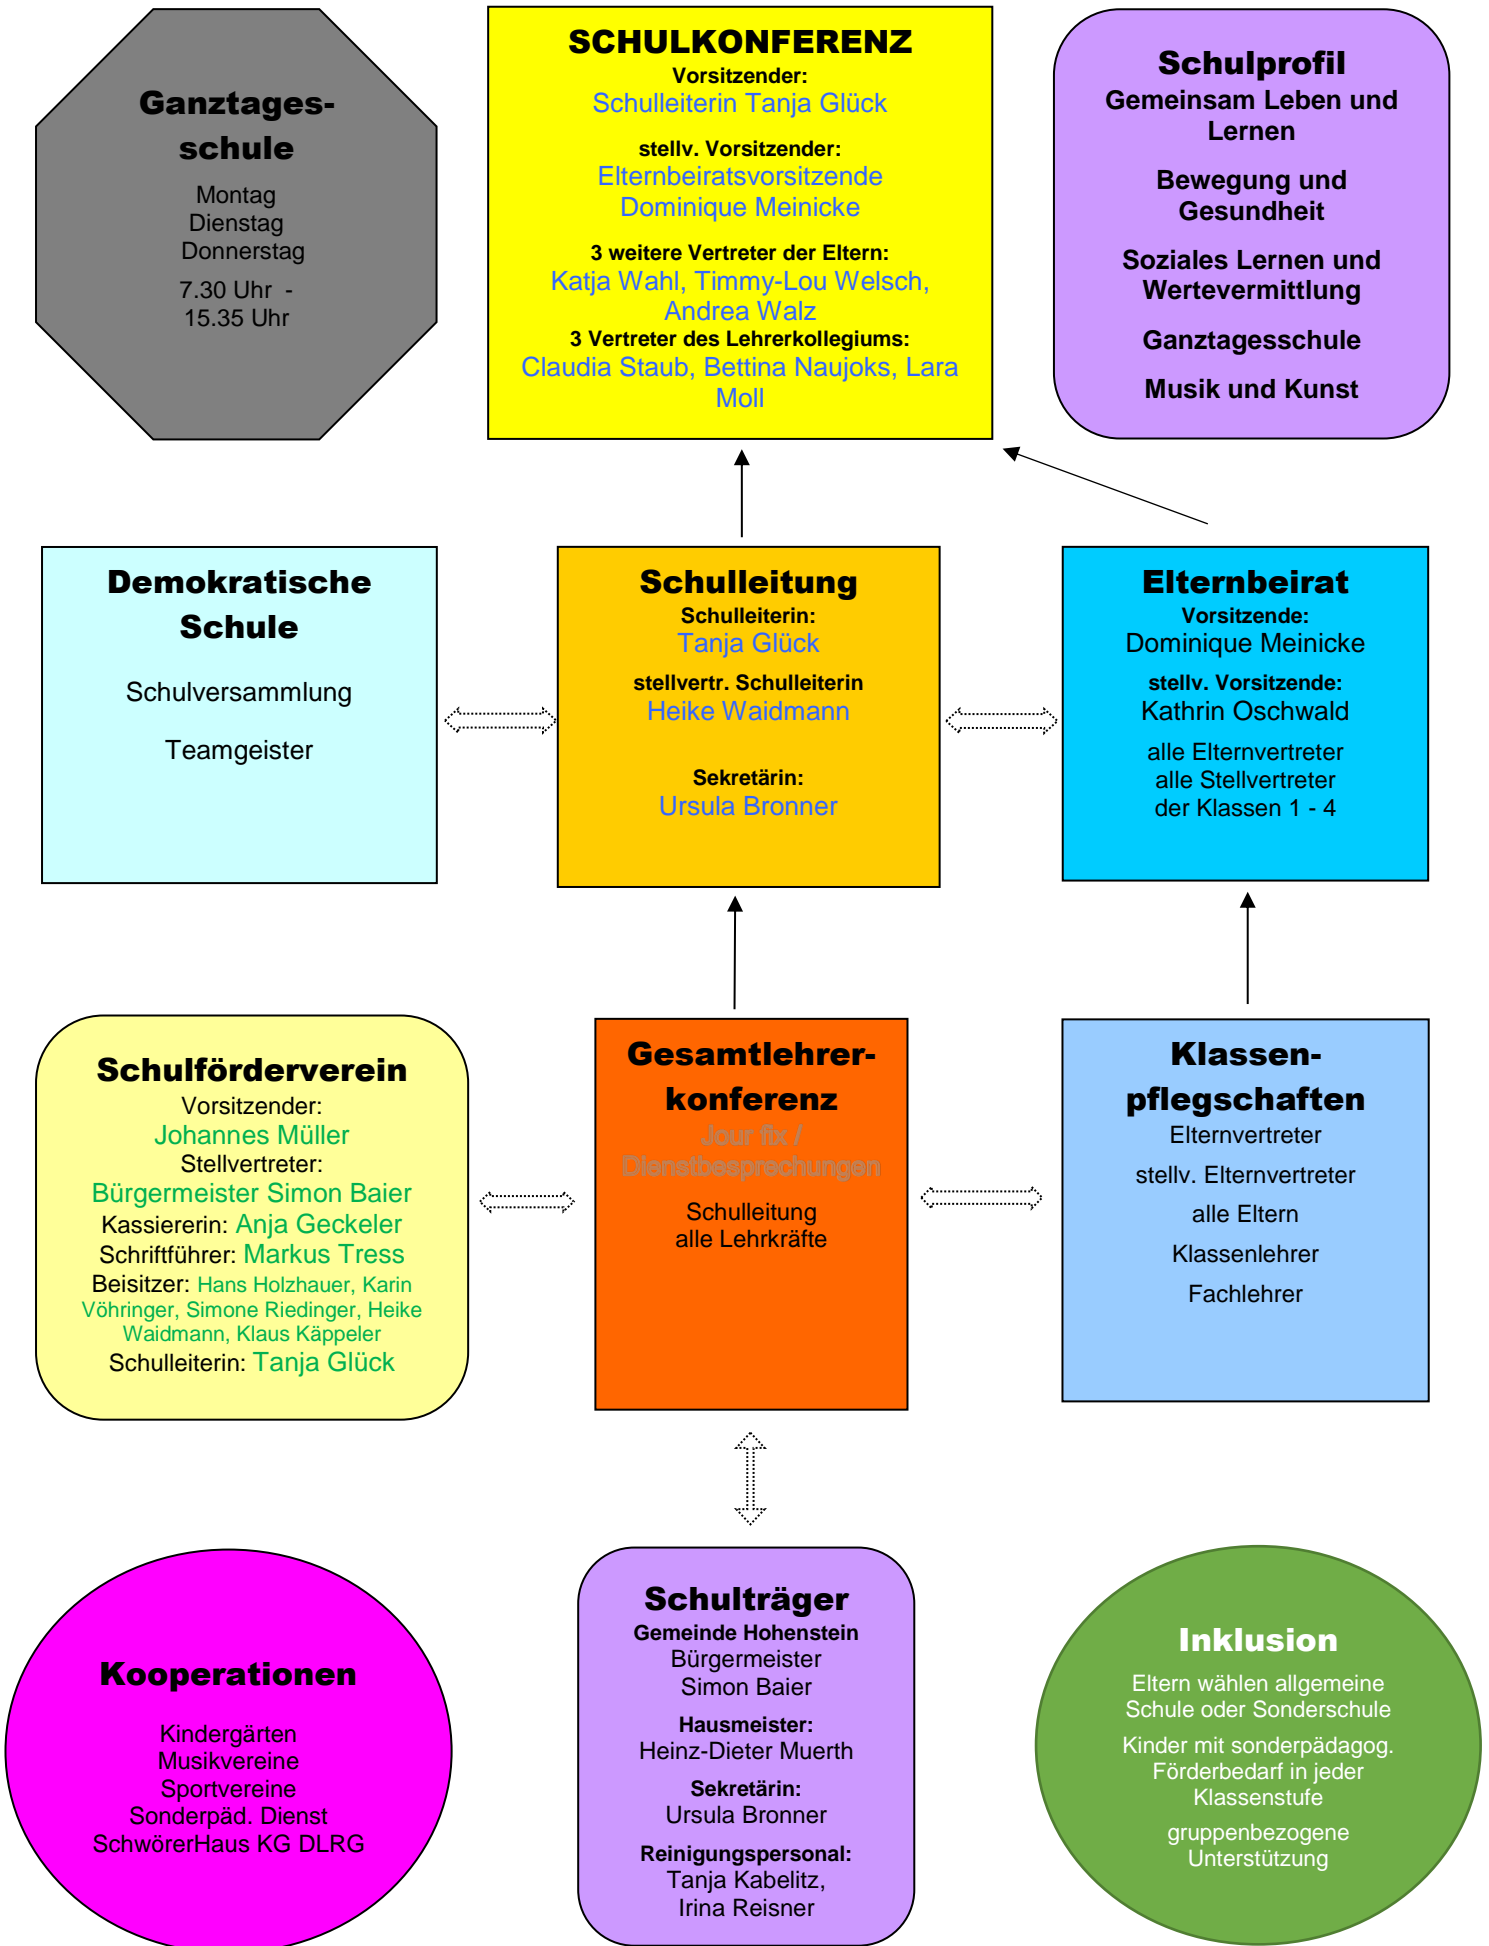 Ganztages-
schule
Montag
Dienstag
Donnerstag
7.30 Uhr -
15.35 Uhr
SCHULKONFERENZ
Vorsitzender:
Schulleiterin Tanja Glück
stellv. Vorsitzender:
Elternbeiratsvorsitzende
Dominique Meinicke
3 weitere Vertreter der Eltern:
Katja Wahl, Timmy-Lou Welsch,
Andrea Walz
3 Vertreter des Lehrerkollegiums:
Claudia Staub, Bettina Naujoks, Lara
Moll
Schulprofil
Gemeinsam Leben und
Lernen
Bewegung und
Gesundheit
Soziales Lernen und
Wertevermittlung
Ganztagesschule
Musik und Kunst
Demokratische
Schule
Schulversammlung
Teamgeister
Schulleitung
Schulleiterin:
Tanja Glück
stellvertr. Schulleiterin
Heike Waidmann
Sekretärin:
Ursula Bronner
Elternbeirat
Vorsitzende:
Dominique Meinicke
stellv. Vorsitzende:
Kathrin Oschwald
alle Elternvertreter
alle Stellvertreter
der Klassen 1 - 4
Schulförderverein
Vorsitzender:
Johannes Müller
Stellvertreter:
Bürgermeister Simon Baier
Kassiererin: Anja Geckeler
Schriftführer: Markus Tress
Beisitzer: Hans Holzhauer, Karin
Vöhringer, Simone Riedinger, Heike
Waidmann, Klaus Käppeler
Schulleiterin: Tanja Glück
Gesamtlehrer-
konferenz
Jour fix /
Dienstbesprechungen
Schulleitung
alle Lehrkräfte
Klassen-
pflegschaften
Elternvertreter
stellv. Elternvertreter
alle Eltern
Klassenlehrer
Fachlehrer
Kooperationen
Kindergärten
Musikvereine
Sportvereine
Sonderpäd. Dienst
SchwörerHaus KG DLRG
Schulträger
Gemeinde Hohenstein
Bürgermeister
Simon Baier
Hausmeister:
Heinz-Dieter Muerth
Sekretärin:
Ursula Bronner
Reinigungspersonal:
Tanja Kabelitz,
Irina Reisner
Inklusion
Eltern wählen allgemeine
Schule oder Sonderschule
Kinder mit sonderpädagog.
Förderbedarf in jeder
Klassenstufe
gruppenbezogene
Unterstützung